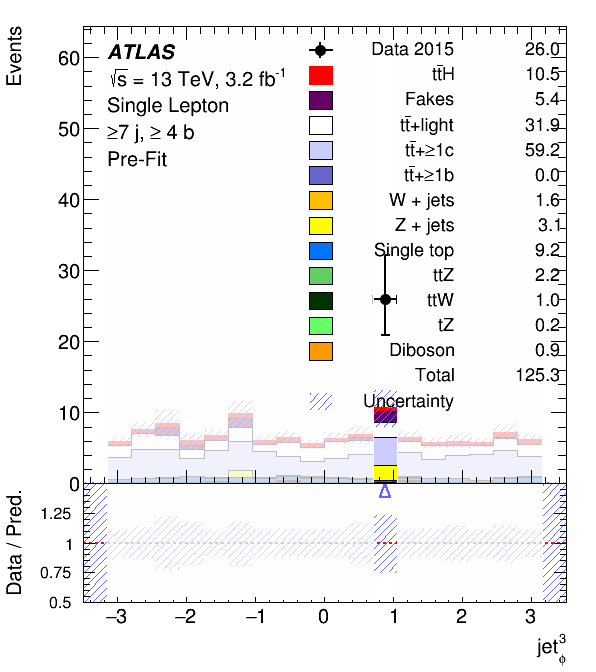 Events
ATLAS
√s = 13 TeV, 3.2 fb⁻¹
Single Lepton
≥7 j, ≥ 4 b
Pre-Fit
Data 2015 26.0
tt̄H 10.5
Fakes 5.4
tt̄+light 31.9
tt̄+≥1c 59.2
tt̄+≥1b 0.0
W + jets 1.6
Z + jets 3.1
Single top 9.2
ttZ 2.2
ttW 1.0
tZ 0.2
Diboson 0.9
Total 125.3
Uncertainty
60
50
40
30
20
10
0
Data / Pred.
1.25
1
0.75
0.5
−3 −2 −1 0 1 2 3
jet³ϕ